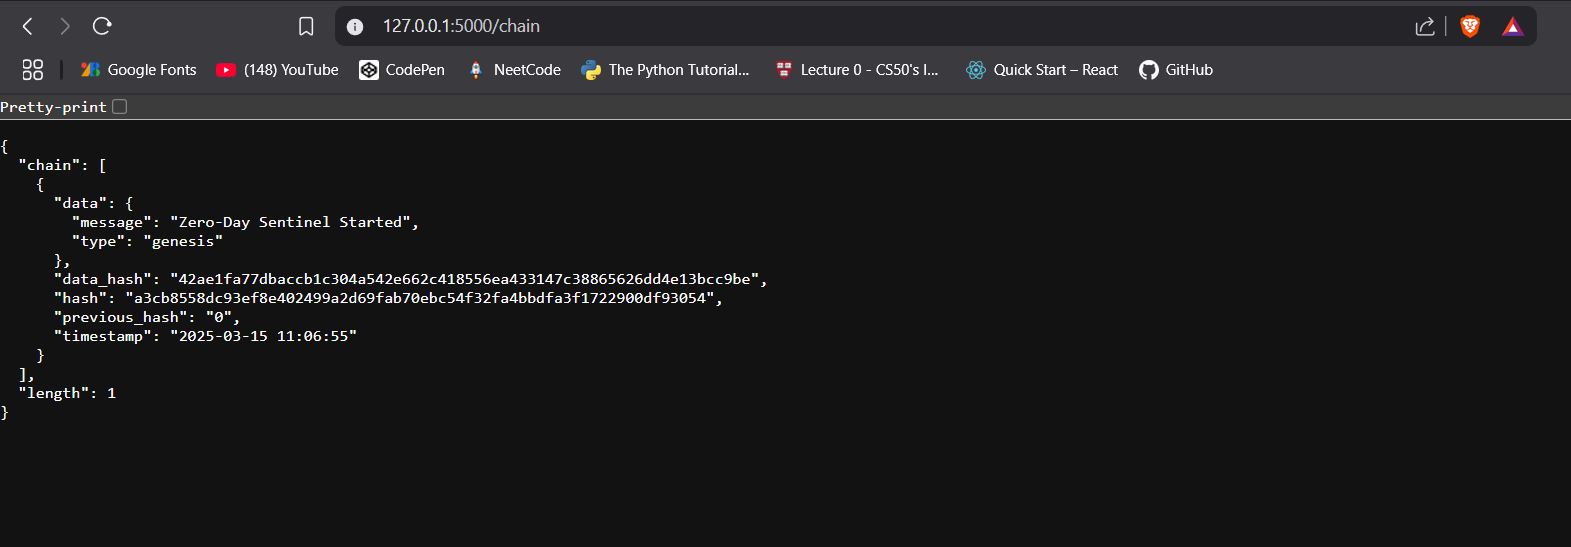 127.0.0.1:5000/chain
Google Fonts (148) YouTube CodePen NeetCode The Python Tutorial... Lecture 0 - CS50's I... Quick Start – React GitHub
Pretty-print
{
  "chain": [
    {
      "data": {
        "message": "Zero-Day Sentinel Started",
        "type": "genesis"
      },
      "data_hash": "42ae1fa77dbaccb1c304a542e662c418556ea433147c38865626dd4e13bcc9be",
      "hash": "a3cb8558dc93ef8e402499a2d69fab70ebc54f32fa4bbdfa3f1722900df93054",
      "previous_hash": "0",
      "timestamp": "2025-03-15 11:06:55"
    }
  ],
  "length": 1
}